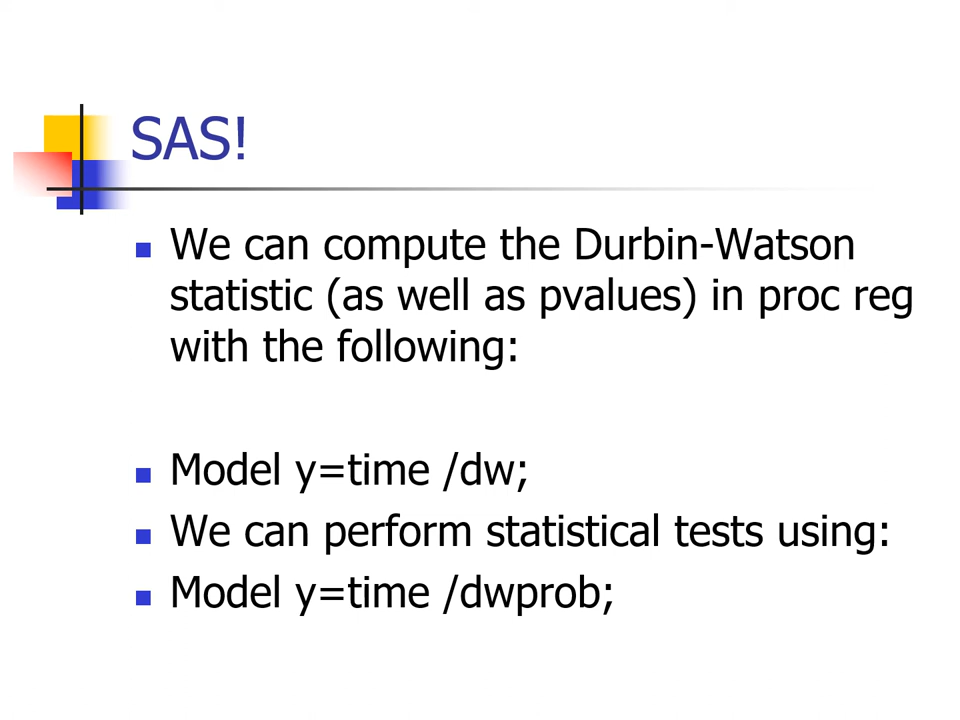 SAS!
We can compute the Durbin-Watson
statistic (as well as pvalues) in proc reg
with the following:
Model y=time /dw;
We can perform statistical tests using:
Model y=time /dwprob;